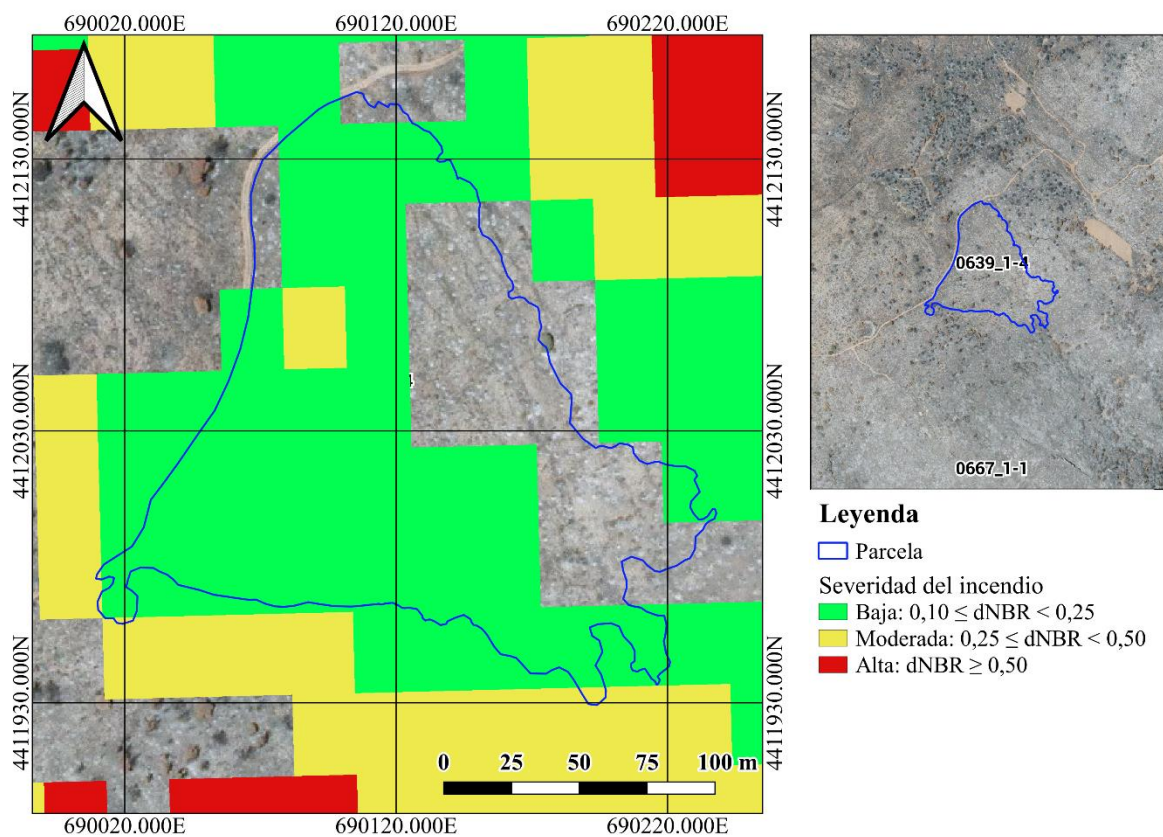 690020.000E 690120.000E 690220.000E
4412130.000N 4412130.000N
0639_1-4
4412030.000N 4412030.000N
0667_1-1
Leyenda
Parcela
Severidad del incendio
Baja: 0,10 ≤ dNBR < 0,25
Moderada: 0,25 ≤ dNBR < 0,50
Alta: dNBR ≥ 0,50
4411930.000N 4411930.000N
0 25 50 75 100 m
690020.000E 690120.000E 690220.000E